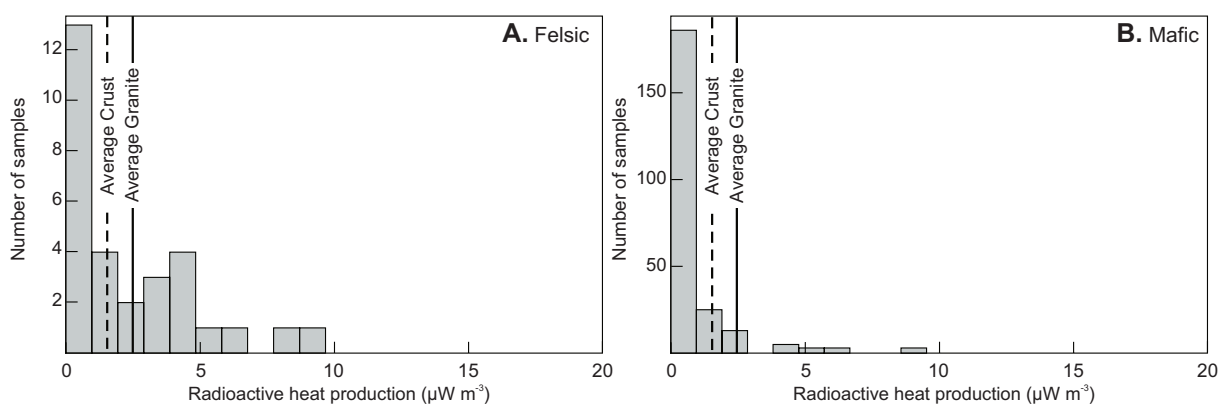 A. Felsic
Number of samples
12
10
8
6
4
2
Average Crust
Average Granite
0
5
10
15
20
Radioactive heat production (µW m⁻³)
B. Mafic
Number of samples
150
100
50
Average Crust
Average Granite
0
5
10
15
20
Radioactive heat production (µW m⁻³)